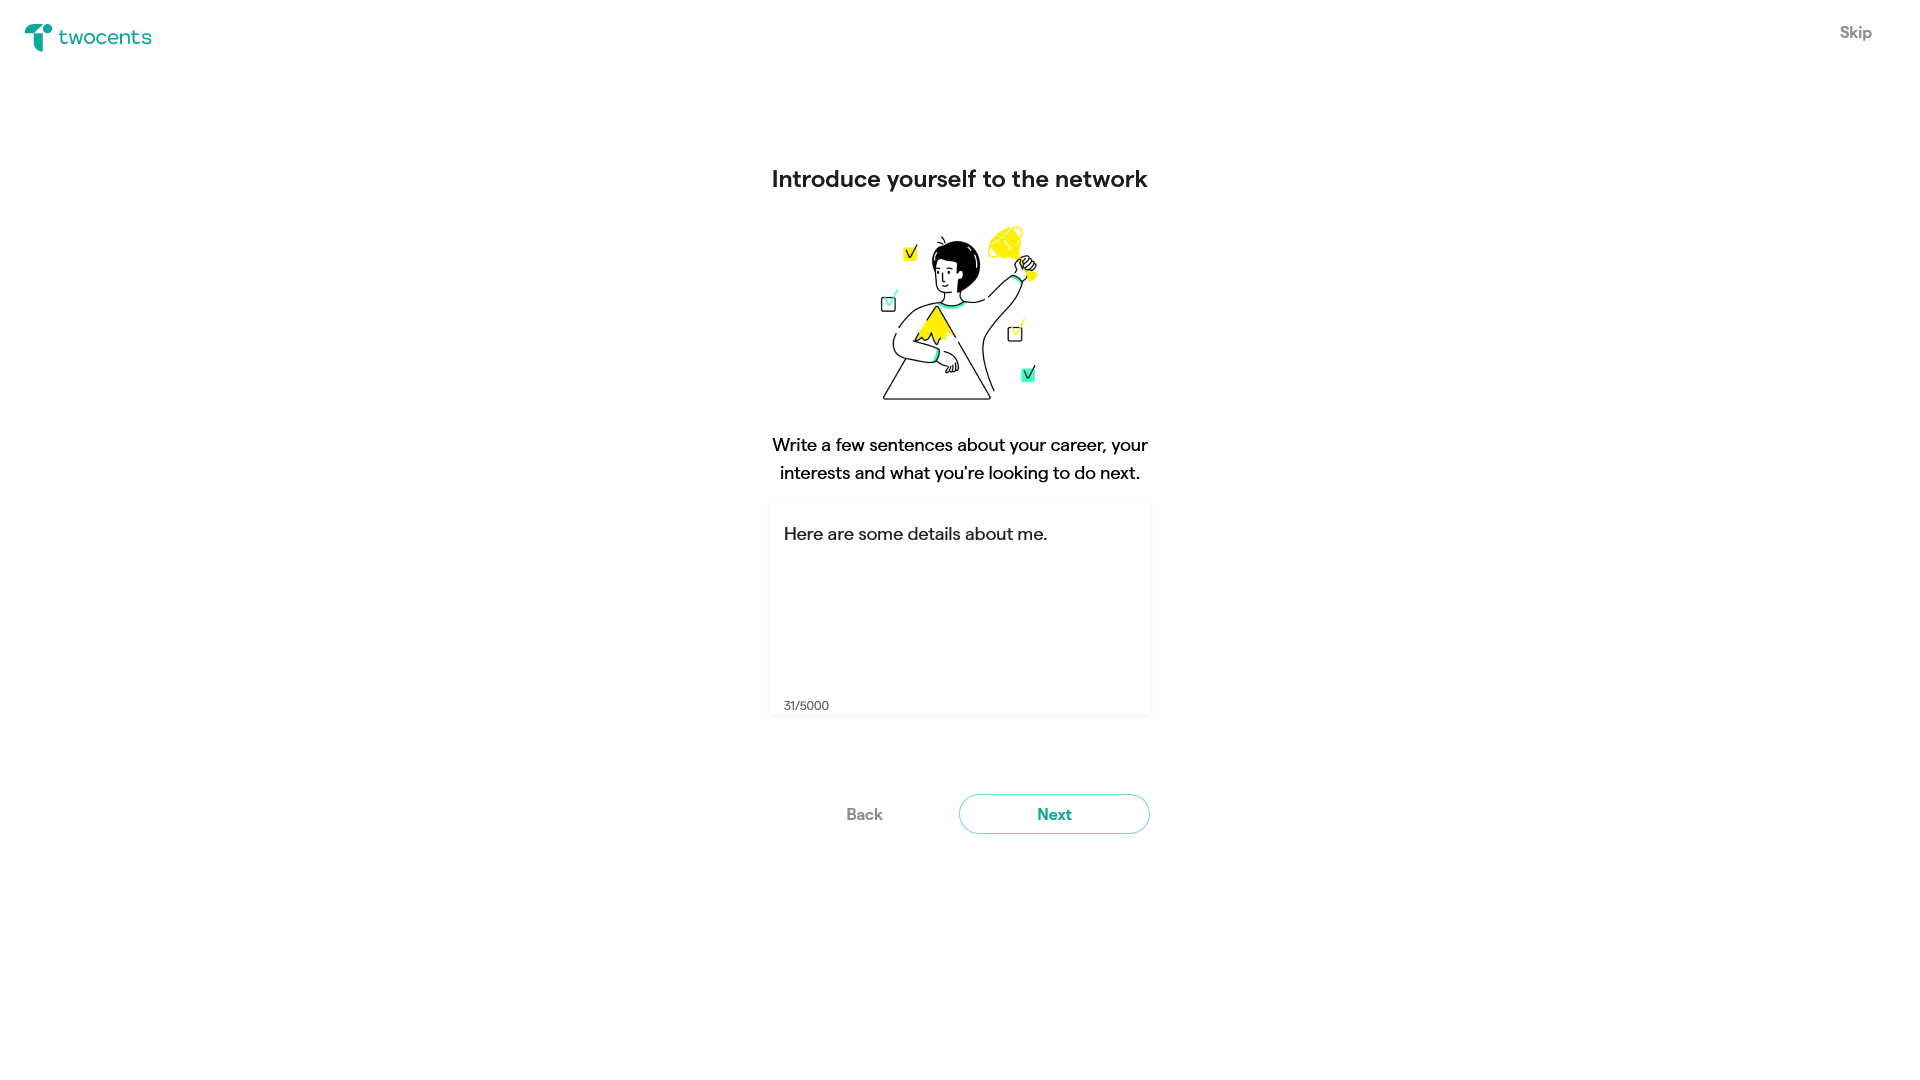 twocents
Skip
Introduce yourself to the network
Write a few sentences about your career, your
interests and what you're looking to do next.
Here are some details about me.
31/5000
Back
Next